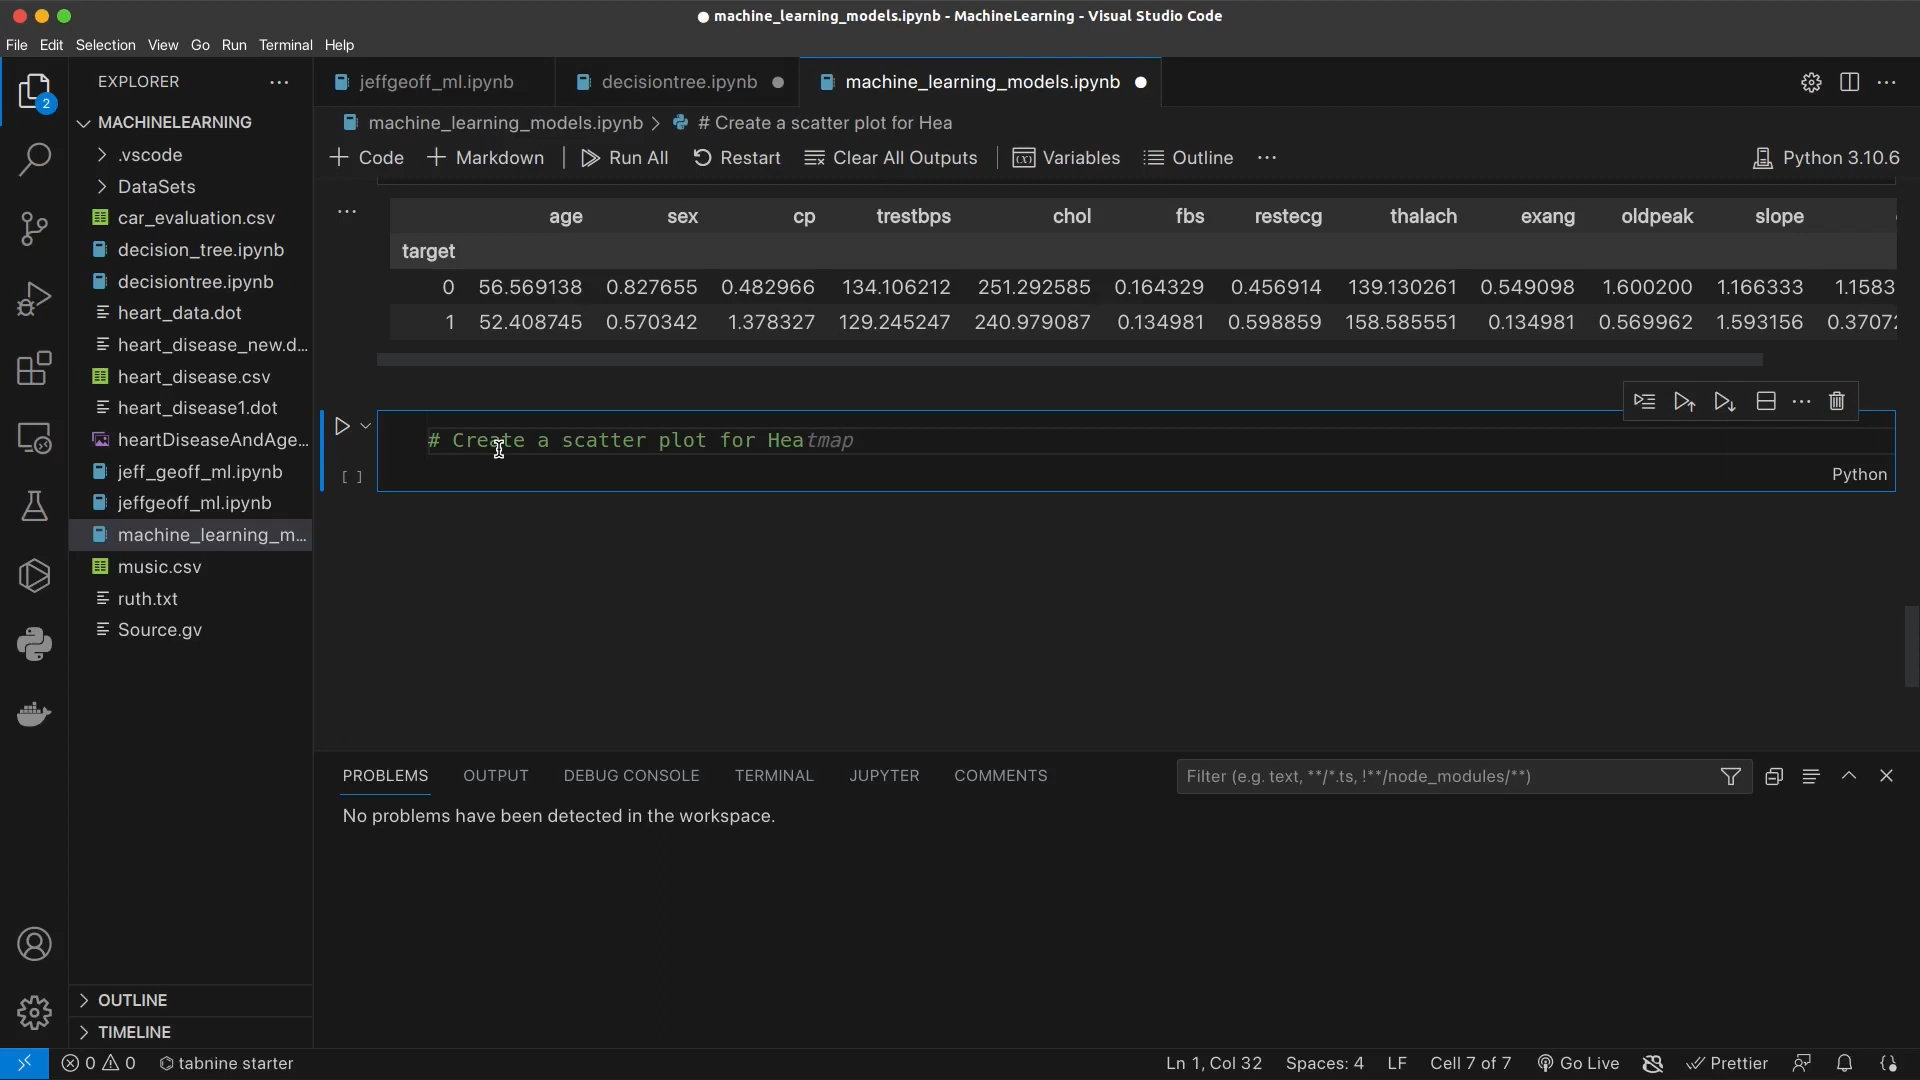 machine_learning_models.ipynb - MachineLearning - Visual Studio Code
File Edit Selection View Go Run Terminal Help
EXPLORER
jeffgeoff_ml.ipynb
decisiontree.ipynb
machine_learning_models.ipynb
2
MACHINELEARNING
.vscode
DataSets
car_evaluation.csv
decision_tree.ipynb
decisiontree.ipynb
heart_data.dot
heart_disease_new.d...
heart_disease.csv
heart_disease1.dot
heartDiseaseAndAge...
jeff_geoff_ml.ipynb
jeffgeoff_ml.ipynb
machine_learning_m...
music.csv
ruth.txt
Source.gv
OUTLINE
TIMELINE
machine_learning_models.ipynb > # Create a scatter plot for Hea
+ Code + Markdown Run All Restart Clear All Outputs Variables Outline ...
Python 3.10.6
age sex cp trestbps chol fbs restecg thalach exang oldpeak slope
target
0 56.569138 0.827655 0.482966 134.106212 251.292585 0.164329 0.456914 139.130261 0.549098 1.600200 1.166333 1.1583
1 52.408745 0.570342 1.378327 129.245247 240.979087 0.134981 0.598859 158.585551 0.134981 0.569962 1.593156 0.3707
# Create a scatter plot for Heatmap
[ ]
Python
PROBLEMS OUTPUT DEBUG CONSOLE TERMINAL JUPYTER COMMENTS
Filter (e.g. text, **/*.ts, !**/node_modules/**)
No problems have been detected in the workspace.
0 0 tabnine starter
Ln 1, Col 32 Spaces: 4 LF Cell 7 of 7 Go Live Prettier